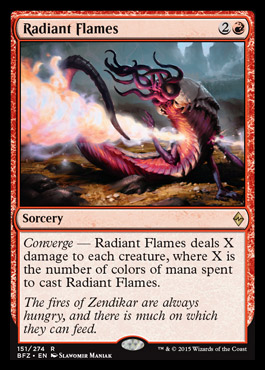 Radiant Flames 2
Sorcery
Converge — Radiant Flames deals X
damage to each creature, where X is
the number of colors of mana spent
to cast Radiant Flames.
The fires of Zendikar are always
hungry, and there is much on which
they can feed.
151/274 R
BFZ • EN SLAWOMIR MANIAK ™ & © 2015 Wizards of the Coast